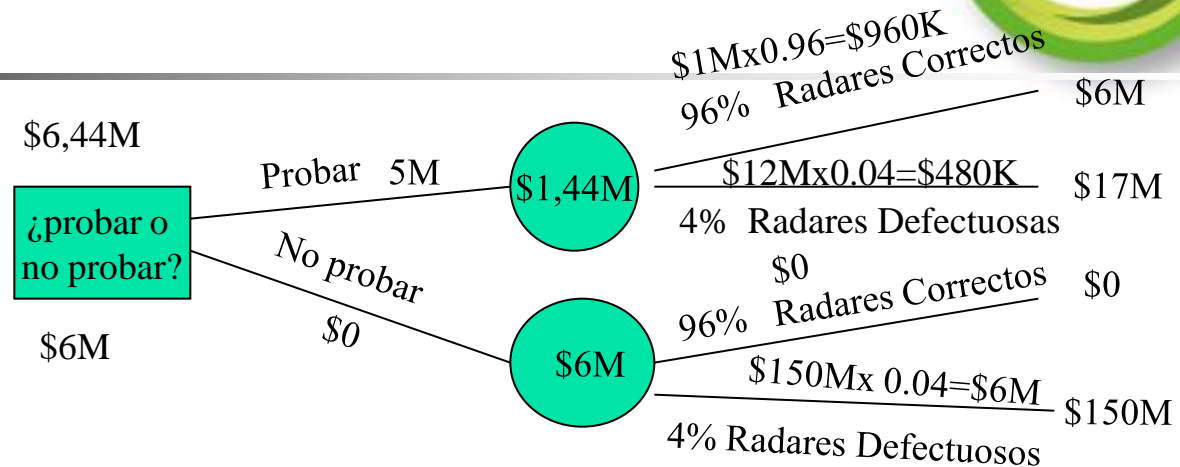 $1Mx0.96=$960K
96% Radares Correctos
$6M
$6,44M
Probar 5M
$1,44M
$12Mx0.04=$480K
$17M
4% Radares Defectuosas
¿probar o
no probar?
No probar
$0
$0
96% Radares Correctos
$0
$6M
$6M
$150Mx 0.04=$6M
$150M
4% Radares Defectuosos